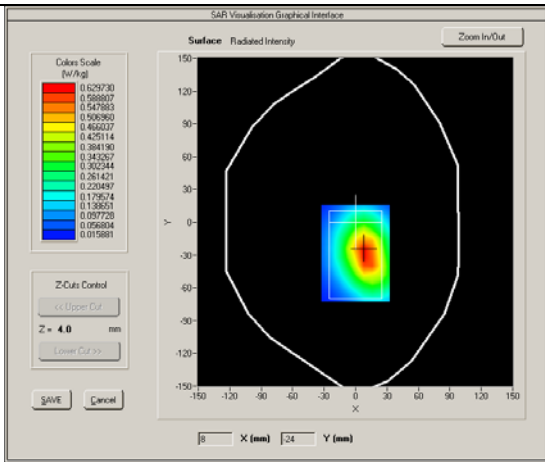 SAR Visualisation Graphical Interface
Surface Radiated Intensity
Zoom In/Out
Colors Scale
(W/kg)
0.629730
0.588807
0.547883
0.506960
0.466037
0.425114
0.384190
0.343267
0.302344
0.261421
0.220497
0.179574
0.138651
0.097728
0.056804
0.015881
Z-Cuts Control
<< Upper Cut
Z = 4.0 mm
Lower Cut >>
SAVE Cancel
150-
120-
90-
60-
30-
0-
-30-
-60-
-90-
-120-
-150-
Y
-150 -120 -90 -60 -30 0 30 60 90 120 150
X
8 X (mm) -24 Y (mm)